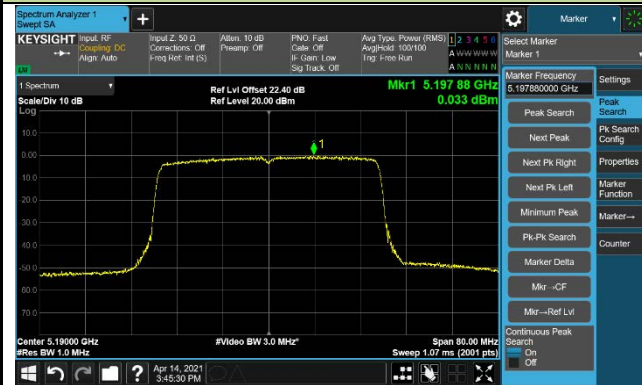 Spectrum Analyzer 1
Swept SA
+
Marker
KEYSIGHT
Input: RF
Coupling: DC
Align: Auto
Input Z: 50 Ω
Corrections: Off
Freq Ref: Int (S)
Atten: 10 dB
Preamp: Off
PNO: Fast
Gate: Off
IF Gain: Low
Sig Track: Off
Avg Type: Power (RMS)
Avg|Hold: 100/100
Trig: Free Run
1 2 3 4 5 6
A W W W W W
A N N N N N
Select Marker
Marker 1
1 Spectrum
Scale/Div 10 dB
Log
Ref Lvl Offset 22.40 dB
Ref Level 20.00 dBm
Mkr1 5.197 88 GHz
0.033 dBm
Marker Frequency
5.197880000 GHz
Settings
Peak Search
Next Peak
Next Pk Right
Next Pk Left
Minimum Peak
Pk-Pk Search
Marker Delta
Mkr→CF
Mkr→Ref Lvl
Continuous Peak
Search
On
Off
Peak
Search
Pk Search
Config
Properties
Marker
Function
Marker→
Counter
10.0
0.00
10.0
20.0
30.0
40.0
50.0
60.0
70.0
1
Center 5.19000 GHz
#Res BW 1.0 MHz
#Video BW 3.0 MHz*
Span 80.00 MHz
Sweep 1.07 ms (2001 pts)
?
Apr 14, 2021
3:45:30 PM